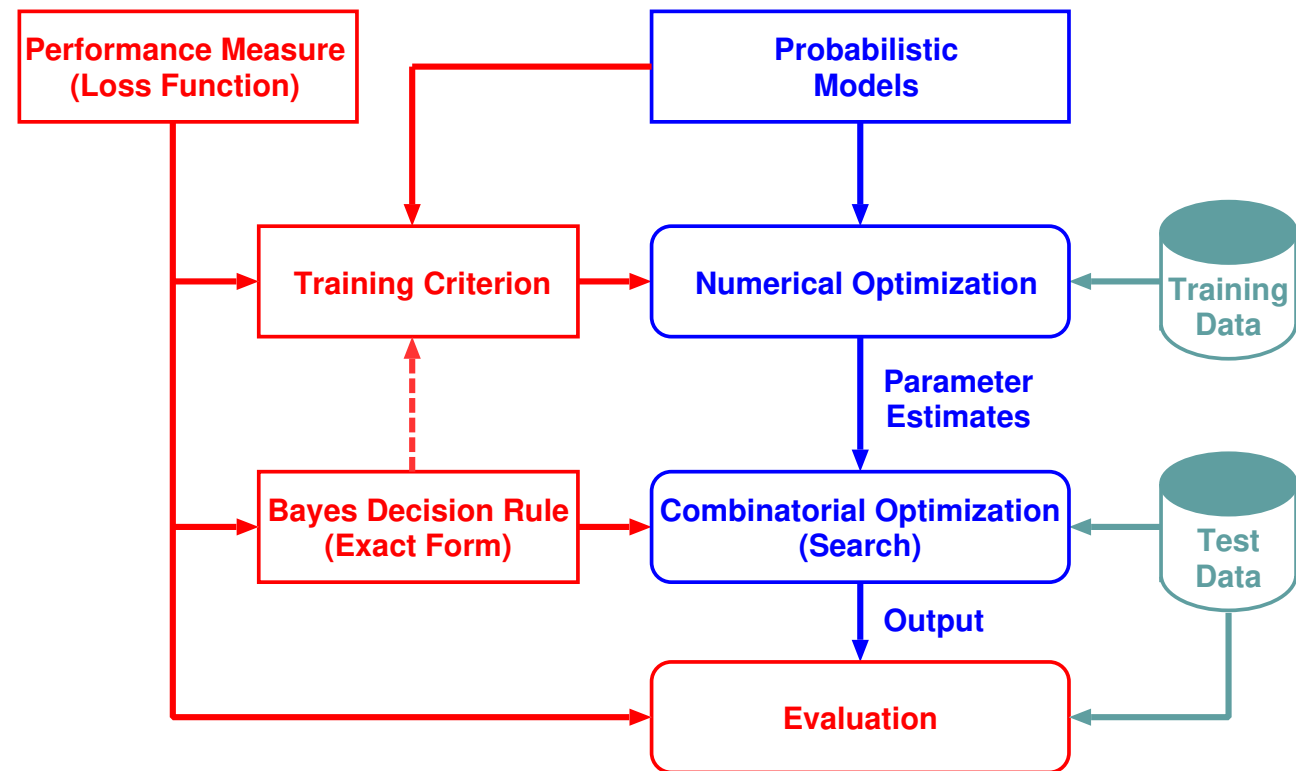 Performance Measure
(Loss Function)
Probabilistic
Models
Training Criterion
Numerical Optimization
Training
Data
Parameter
Estimates
Bayes Decision Rule
(Exact Form)
Combinatorial Optimization
(Search)
Test
Data
Output
Evaluation